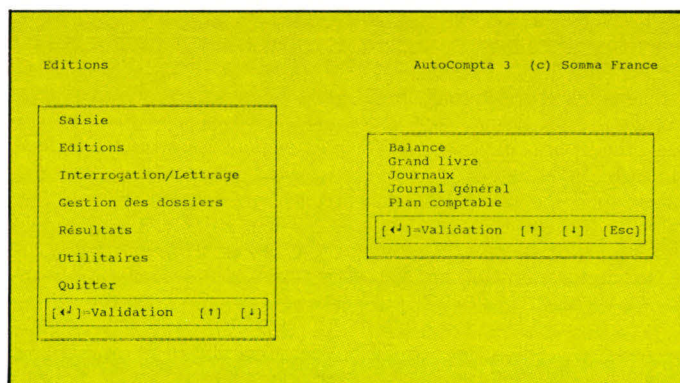 Editions AutoCompta 3 (c) Somma France
Saisie
Editions
Interrogation/Lettrage
Gestion des dossiers
Résultats
Utilitaires
Quitter
[↵]=Validation [↑] [↓]
Balance
Grand livre
Journaux
Journal général
Plan comptable
[↵]=Validation [↑] [↓] [Esc]